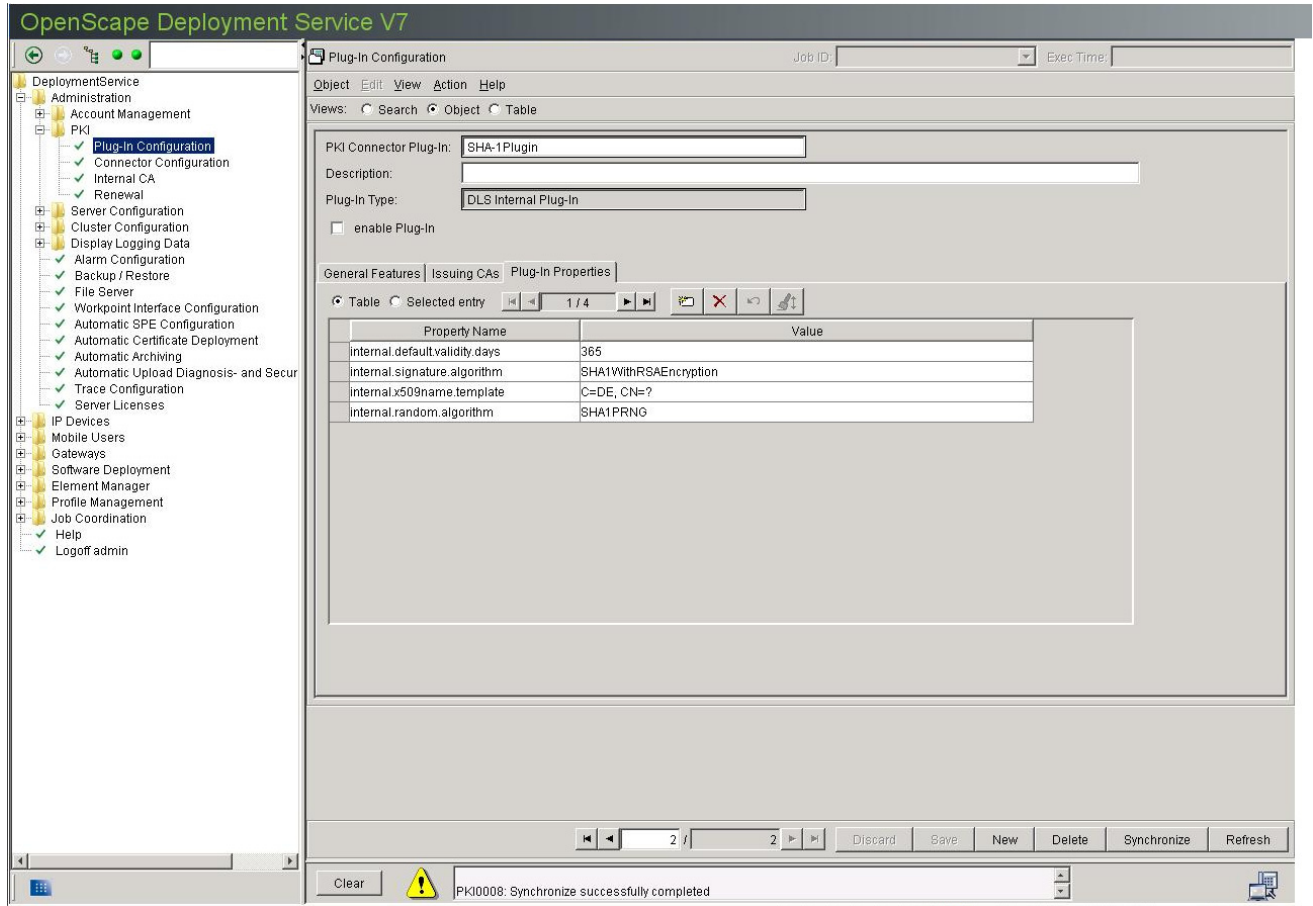 OpenScape Deployment Service V7
DeploymentService
Administration
Account Management
PKI
Plug-In Configuration
Connector Configuration
Internal CA
Renewal
Server Configuration
Cluster Configuration
Display Logging Data
Alarm Configuration
Backup / Restore
File Server
Workpoint Interface Configuration
Automatic SPE Configuration
Automatic Certificate Deployment
Automatic Archiving
Automatic Upload Diagnosis- and Secur
Trace Configuration
Server Licenses
IP Devices
Mobile Users
Gateways
Software Deployment
Element Manager
Profile Management
Job Coordination
Help
Logoff admin
Plug-In Configuration Job ID: Exec Time:
Object Edit View Action Help
Views: Search Object Table
PKI Connector Plug-In: SHA-1Plugin
Description:
Plug-In Type: DLS Internal Plug-In
enable Plug-In
General Features Issuing CAs Plug-In Properties
Table Selected entry 1 / 4
Property Name Value
internal.default.validity.days 365
internal.signature.algorithm SHA1WithRSAEncryption
internal.x509name.template C=DE, CN=?
internal.random.algorithm SHA1PRNG
2 / 2 Discard Save New Delete Synchronize Refresh
Clear PKI0008: Synchronize successfully completed